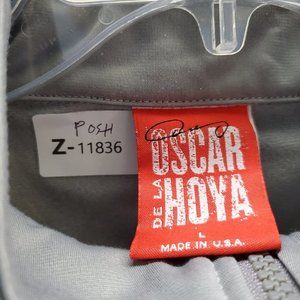 POSH
Z-11836
OSCAR
DE LA
HOYA
L
MADE IN U.S.A.